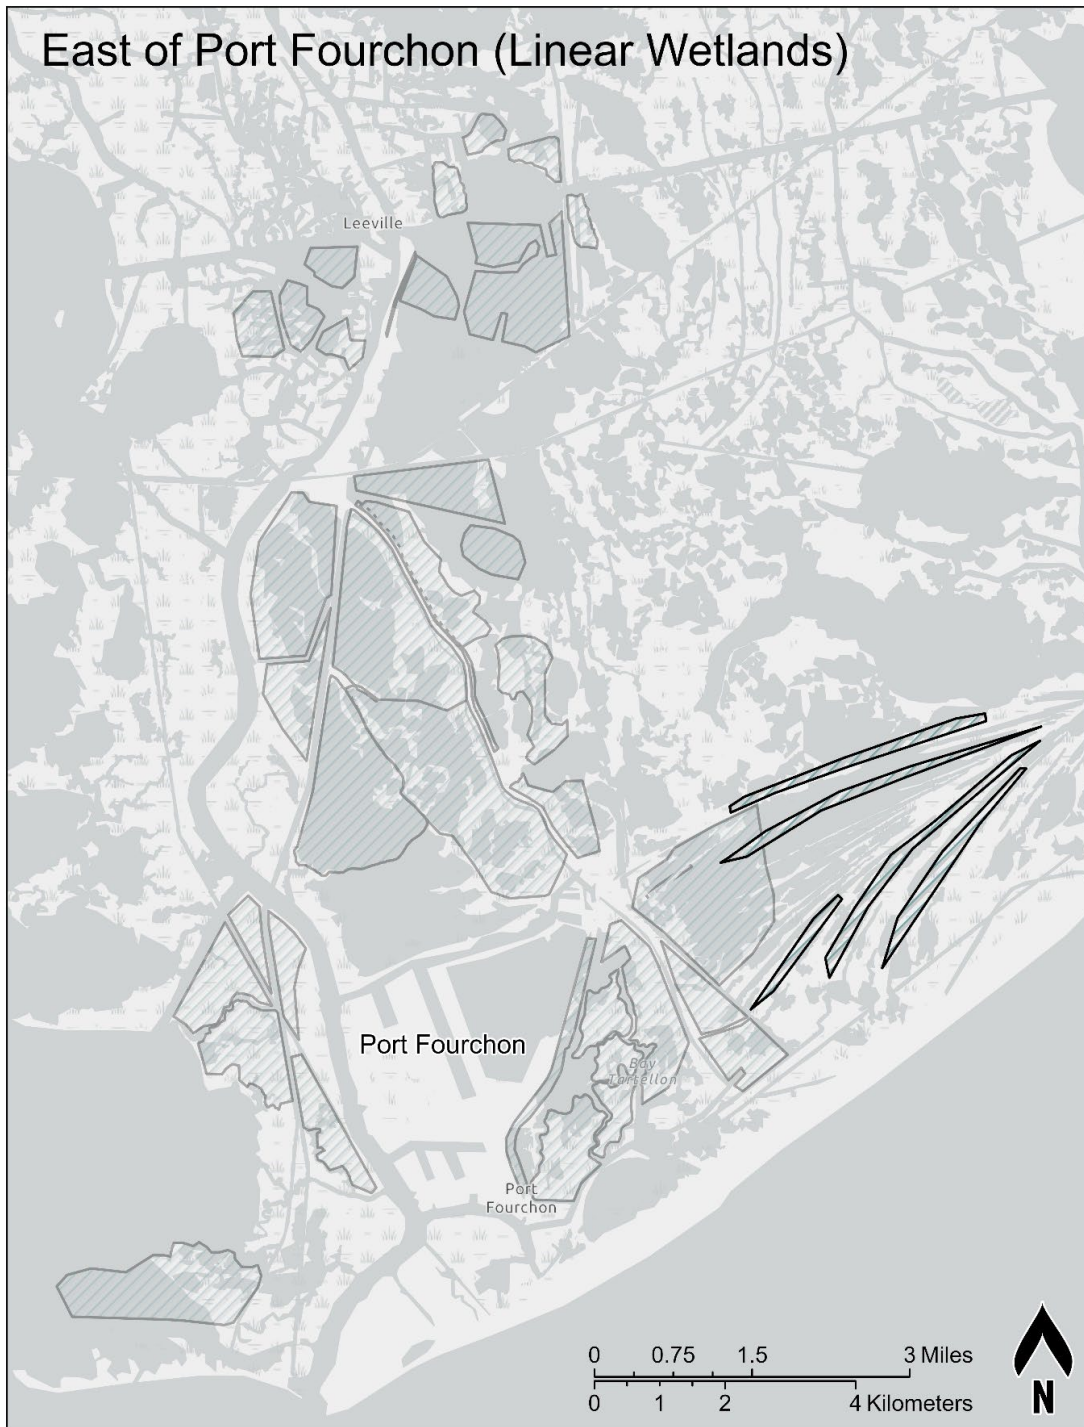 East of Port Fourchon (Linear Wetlands)
Leeville
Port Fourchon
Bay
Tartellon
Port
Fourchon
0 0.75 1.5 3 Miles
0 1 2 4 Kilometers
N